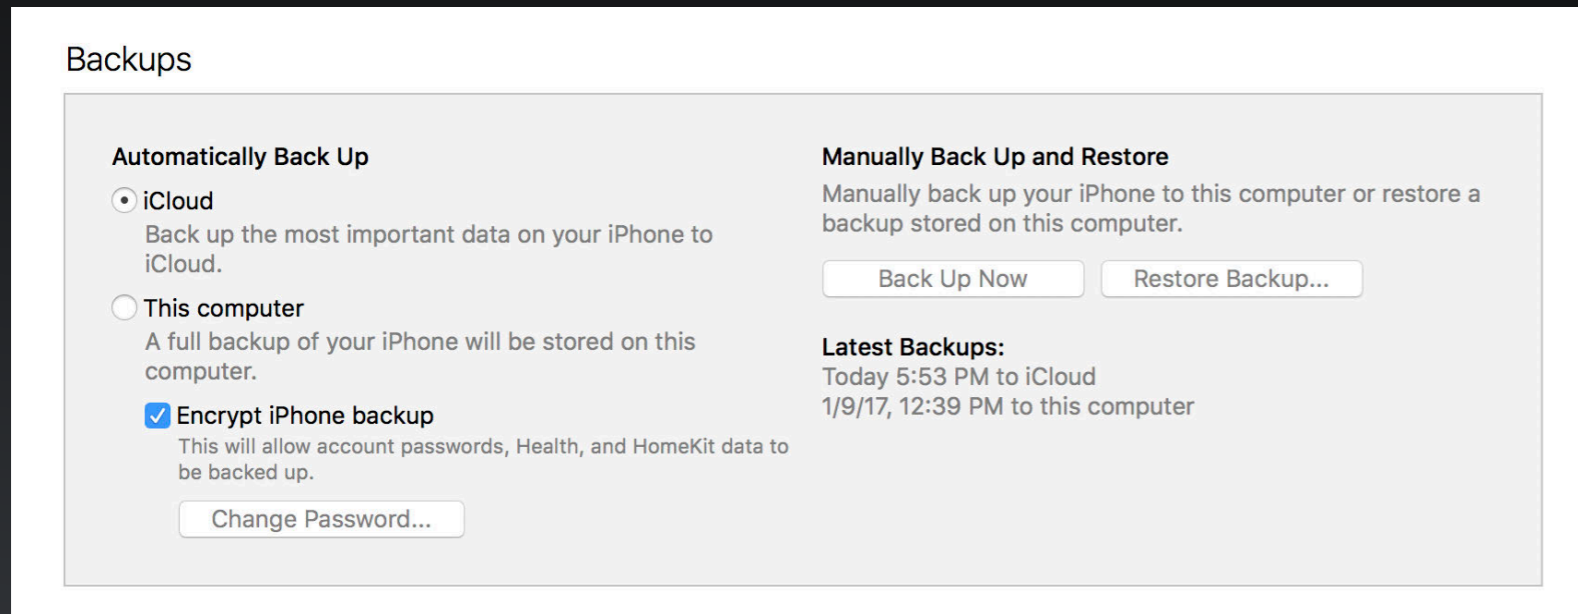 Backups
Automatically Back Up
iCloud
Back up the most important data on your iPhone to
iCloud.
This computer
A full backup of your iPhone will be stored on this
computer.
Encrypt iPhone backup
This will allow account passwords, Health, and HomeKit data to
be backed up.
Change Password...
Manually Back Up and Restore
Manually back up your iPhone to this computer or restore a
backup stored on this computer.
Back Up Now
Restore Backup...
Latest Backups:
Today 5:53 PM to iCloud
1/9/17, 12:39 PM to this computer